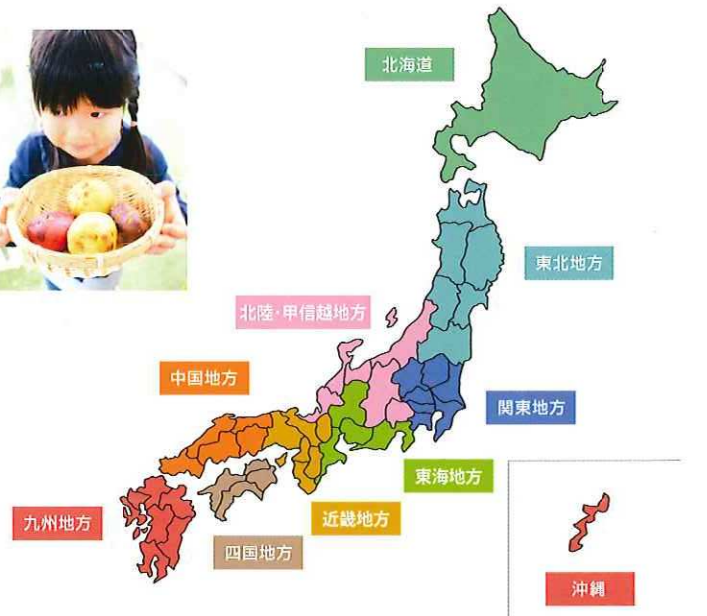 北海道
東北地方
北陸・甲信越地方
中国地方
関東地方
東海地方
九州地方
近畿地方
四国地方
沖縄